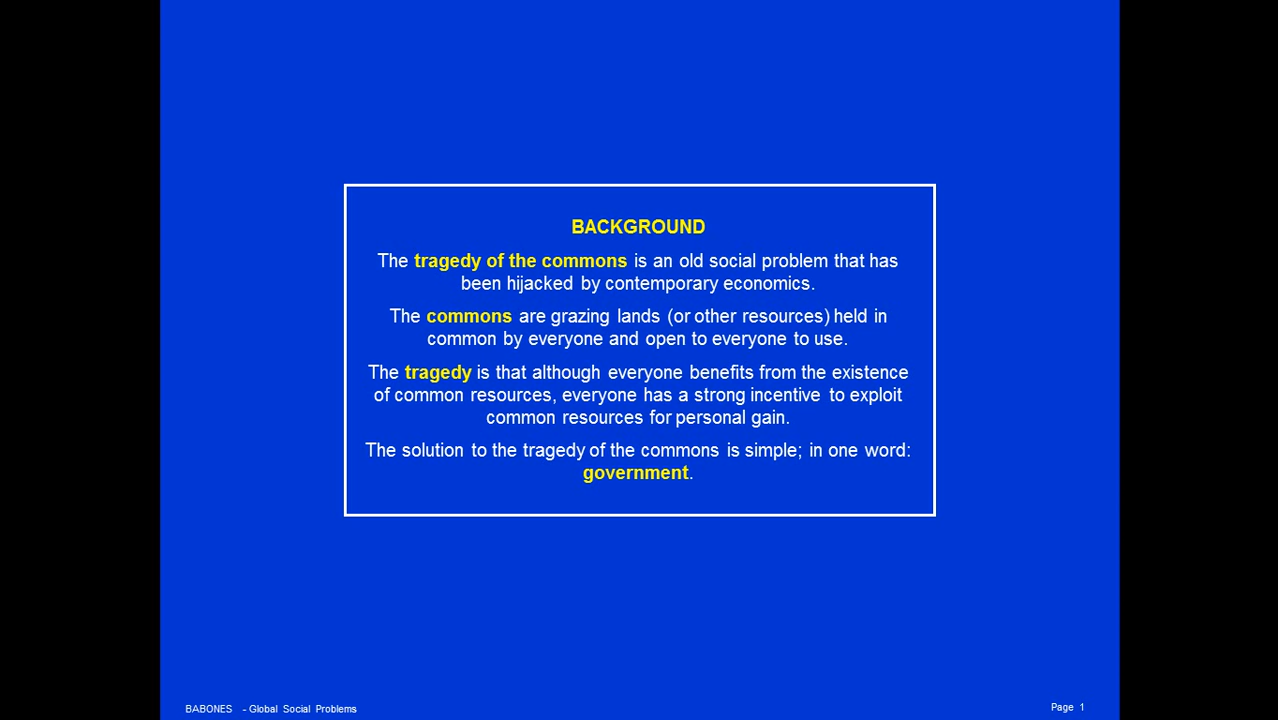 BACKGROUND
The tragedy of the commons is an old social problem that has
been hijacked by contemporary economics.
The commons are grazing lands (or other resources) held in
common by everyone and open to everyone to use.
The tragedy is that although everyone benefits from the existence
of common resources, everyone has a strong incentive to exploit
common resources for personal gain.
The solution to the tragedy of the commons is simple; in one word:
government.
BABONES - Global Social Problems
Page 1